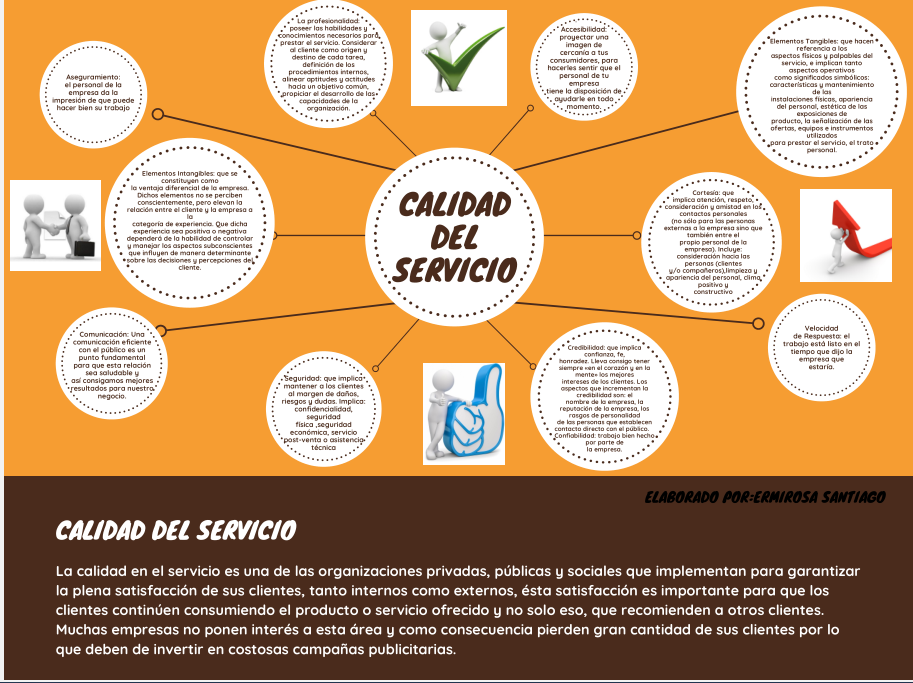 La profesionalidad:
poseer las habilidades y
conocimientos necesarios para
prestar el servicio. Considerar
al cliente como origen y
destino de cada tarea,
definición de los
procedimientos internos,
alinear aptitudes y actitudes
hacia un objetivo común,
propiciar el desarrollo de las
capacidades de la
organización.
Accesibilidad:
proyectar una
imagen de
cercanía a tus
consumidores, para
hacerles sentir que el
personal de tu
empresa
tiene la disposición de
ayudarle en todo
momento.
Elementos Tangibles: que hacen
referencia a los
aspectos físicos y palpables del
servicio, e implican tanto
aspectos operativos
como significados simbólicos:
características y mantenimiento
de las
instalaciones físicas, apariencia
del personal, estética de las
exposiciones de
producto, la señalización de las
ofertas, equipos e instrumentos
utilizados
para prestar el servicio, el trato
personal.
Aseguramiento:
el personal de la
empresa da la
impresión de que puede
hacer bien su trabajo
Elementos Intangibles: que se
constituyen como
la ventaja diferencial de la empresa.
Dichos elementos no se perciben
conscientemente, pero elevan la
relación entre el cliente y la empresa a
la
categoría de experiencia. Que dicha
experiencia sea positiva o negativa
dependerá de la habilidad de controlar
y manejar los aspectos subconscientes
que influyen de manera determinante
sobre las decisiones y percepciones del
cliente.
CALIDAD
DEL
SERVICIO
Cortesía: que
implica atención, respeto,
consideración y amistad en los
contactos personales
(no sólo para las personas
externas a la empresa sino que
también entre el
propio personal de la
empresa). Incluye:
consideración hacia las
personas (clientes
y/o compañeros),limpieza y
apariencia del personal, clima
positivo y
constructivo
Comunicación: Una
comunicación eficiente
con el público es un
punto fundamental
para que esta relación
sea saludable y
así consigamos mejores
resultados para nuestro
negocio.
Seguridad: que implica
mantener a los clientes
al margen de daños,
riesgos y dudas. Implica:
confidencialidad,
seguridad
física ,seguridad
económica, servicio
post-venta o asistencia
técnica
Credibilidad: que implica
confianza, fe,
honradez. Lleva consigo tener
siempre «en el corazón y en la
mente» los mejores
intereses de los clientes. Los
aspectos que incrementan la
credibilidad son: el
nombre de la empresa, la
reputación de la empresa, los
rasgos de personalidad
de las personas que establecen
contacto directo con el público.
Confiabilidad: trabajo bien hecho
por parte de
la empresa.
Velocidad
de Respuesta: el
trabajo está listo en el
tiempo que dijo la
empresa que
estaría.
ELABORADO POR:ERMIROSA SANTIAGO
CALIDAD DEL SERVICIO
La calidad en el servicio es una de las organizaciones privadas, públicas y sociales que implementan para garantizar
la plena satisfacción de sus clientes, tanto internos como externos, ésta satisfacción es importante para que los
clientes continúen consumiendo el producto o servicio ofrecido y no solo eso, que recomienden a otros clientes.
Muchas empresas no ponen interés a esta área y como consecuencia pierden gran cantidad de sus clientes por lo
que deben de invertir en costosas campañas publicitarias.